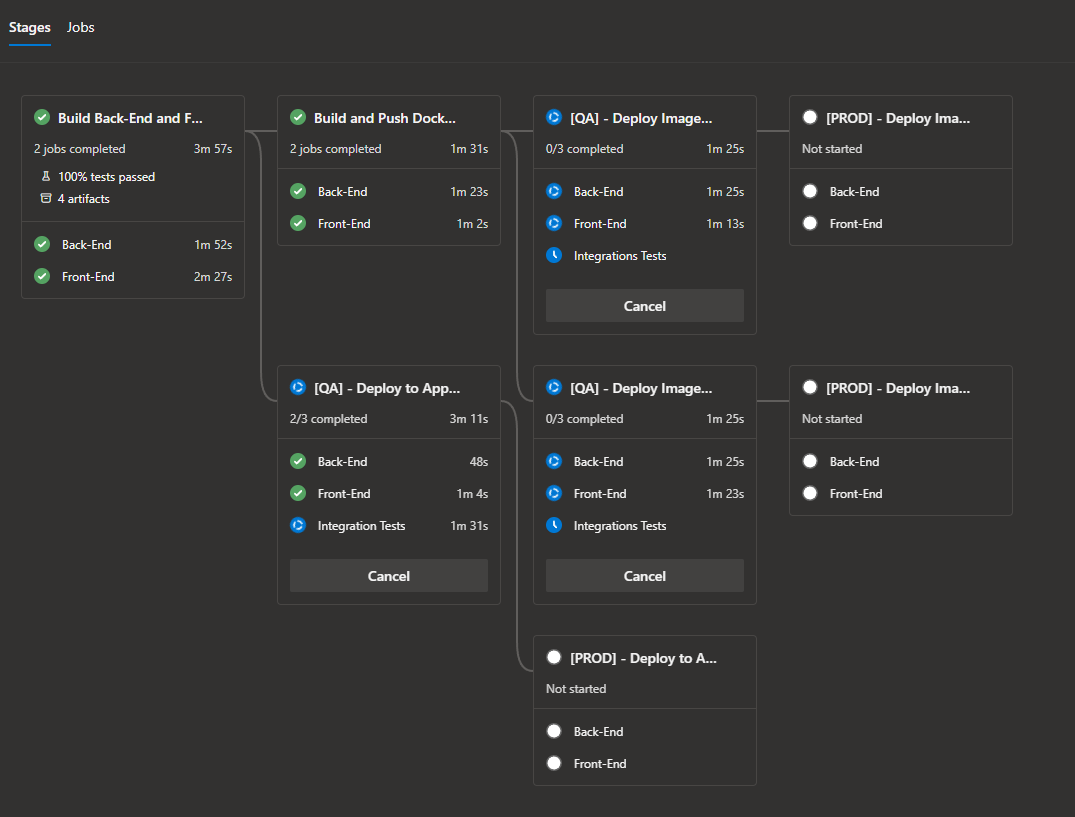 Stages Jobs
Build Back-End and F...
2 jobs completed 3m 57s
100% tests passed
4 artifacts
Back-End 1m 52s
Front-End 2m 27s
Build and Push Dock...
2 jobs completed 1m 31s
Back-End 1m 23s
Front-End 1m 2s
[QA] - Deploy Image...
0/3 completed 1m 25s
Back-End 1m 25s
Front-End 1m 13s
Integrations Tests
Cancel
[PROD] - Deploy Ima...
Not started
Back-End
Front-End
[QA] - Deploy to App...
2/3 completed 3m 11s
Back-End 48s
Front-End 1m 4s
Integration Tests 1m 31s
Cancel
[QA] - Deploy Image...
0/3 completed 1m 25s
Back-End 1m 25s
Front-End 1m 23s
Integrations Tests
Cancel
[PROD] - Deploy Ima...
Not started
Back-End
Front-End
[PROD] - Deploy to A...
Not started
Back-End
Front-End